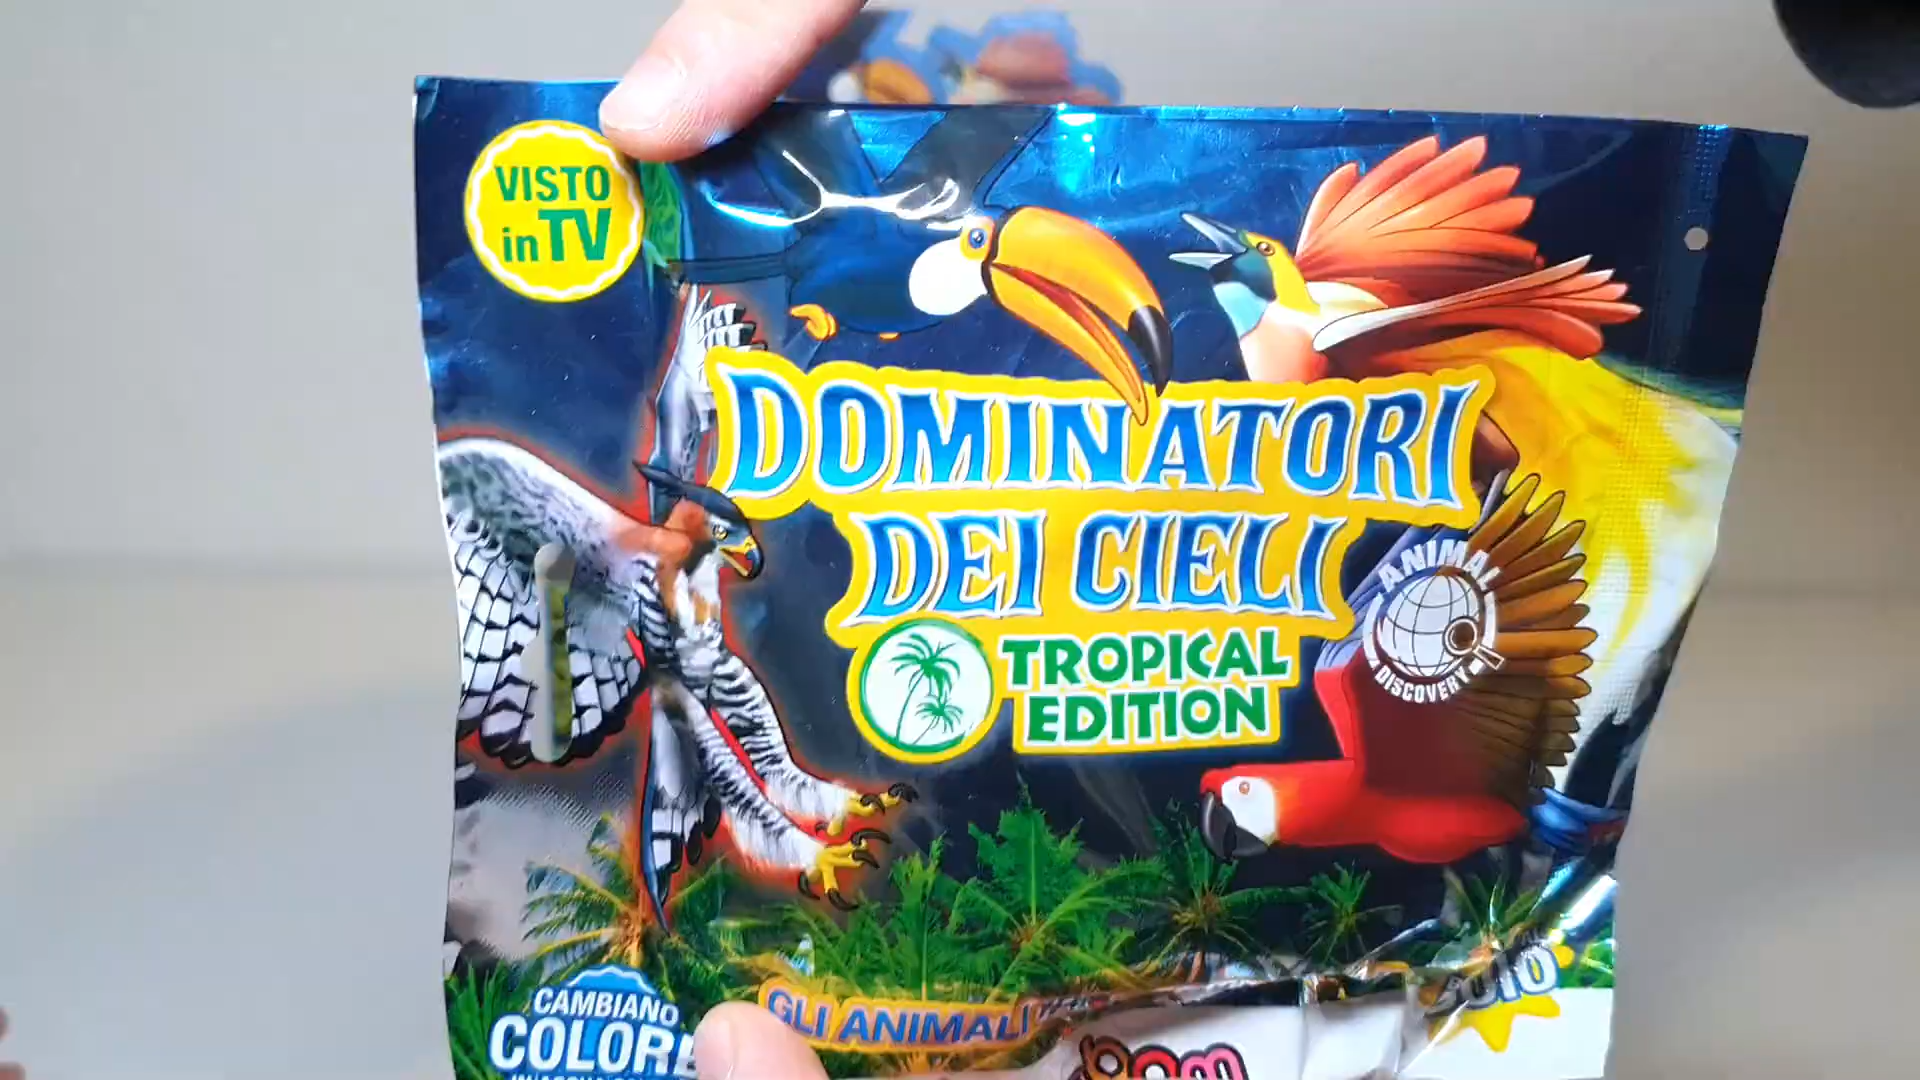 VISTO
in TV
DOMINATORI
DEI CIELI
TROPICAL
EDITION
ANIMAL
DISCOVERY
CAMBIANO
COLORE
GLI ANIMALI